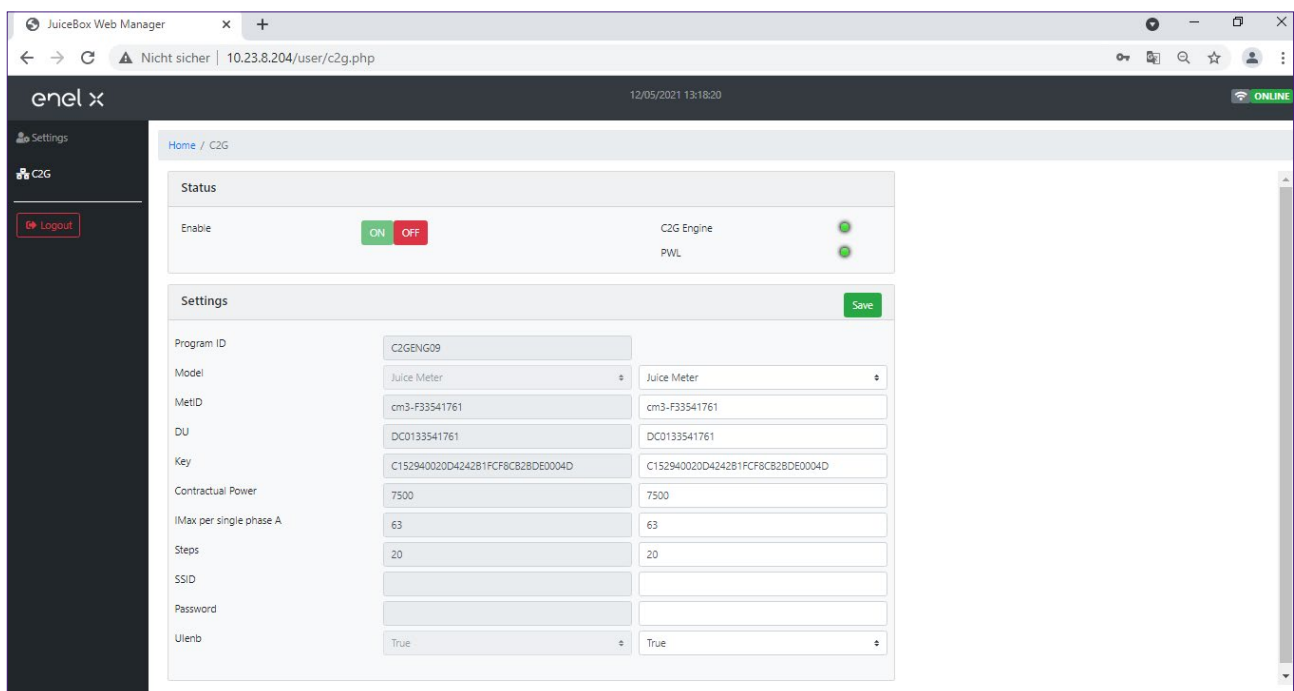 JuiceBox Web Manager
Nicht sicher | 10.23.8.204/user/c2g.php
enel x 12/05/2021 13:18:20 ONLINE
Settings
C2G
Logout
Home / C2G
Status
Enable ON OFF C2G Engine
PWL
Settings Save
Program ID C2GENG09
Model Juice Meter Juice Meter
MetID cm3-F33541761 cm3-F33541761
DU DC0133541761 DC0133541761
Key C152940020D4242B1FCF8CB2BDE0004D C152940020D4242B1FCF8CB2BDE0004D
Contractual Power 7500 7500
IMax per single phase A 63 63
Steps 20 20
SSID
Password
Ulenb True True